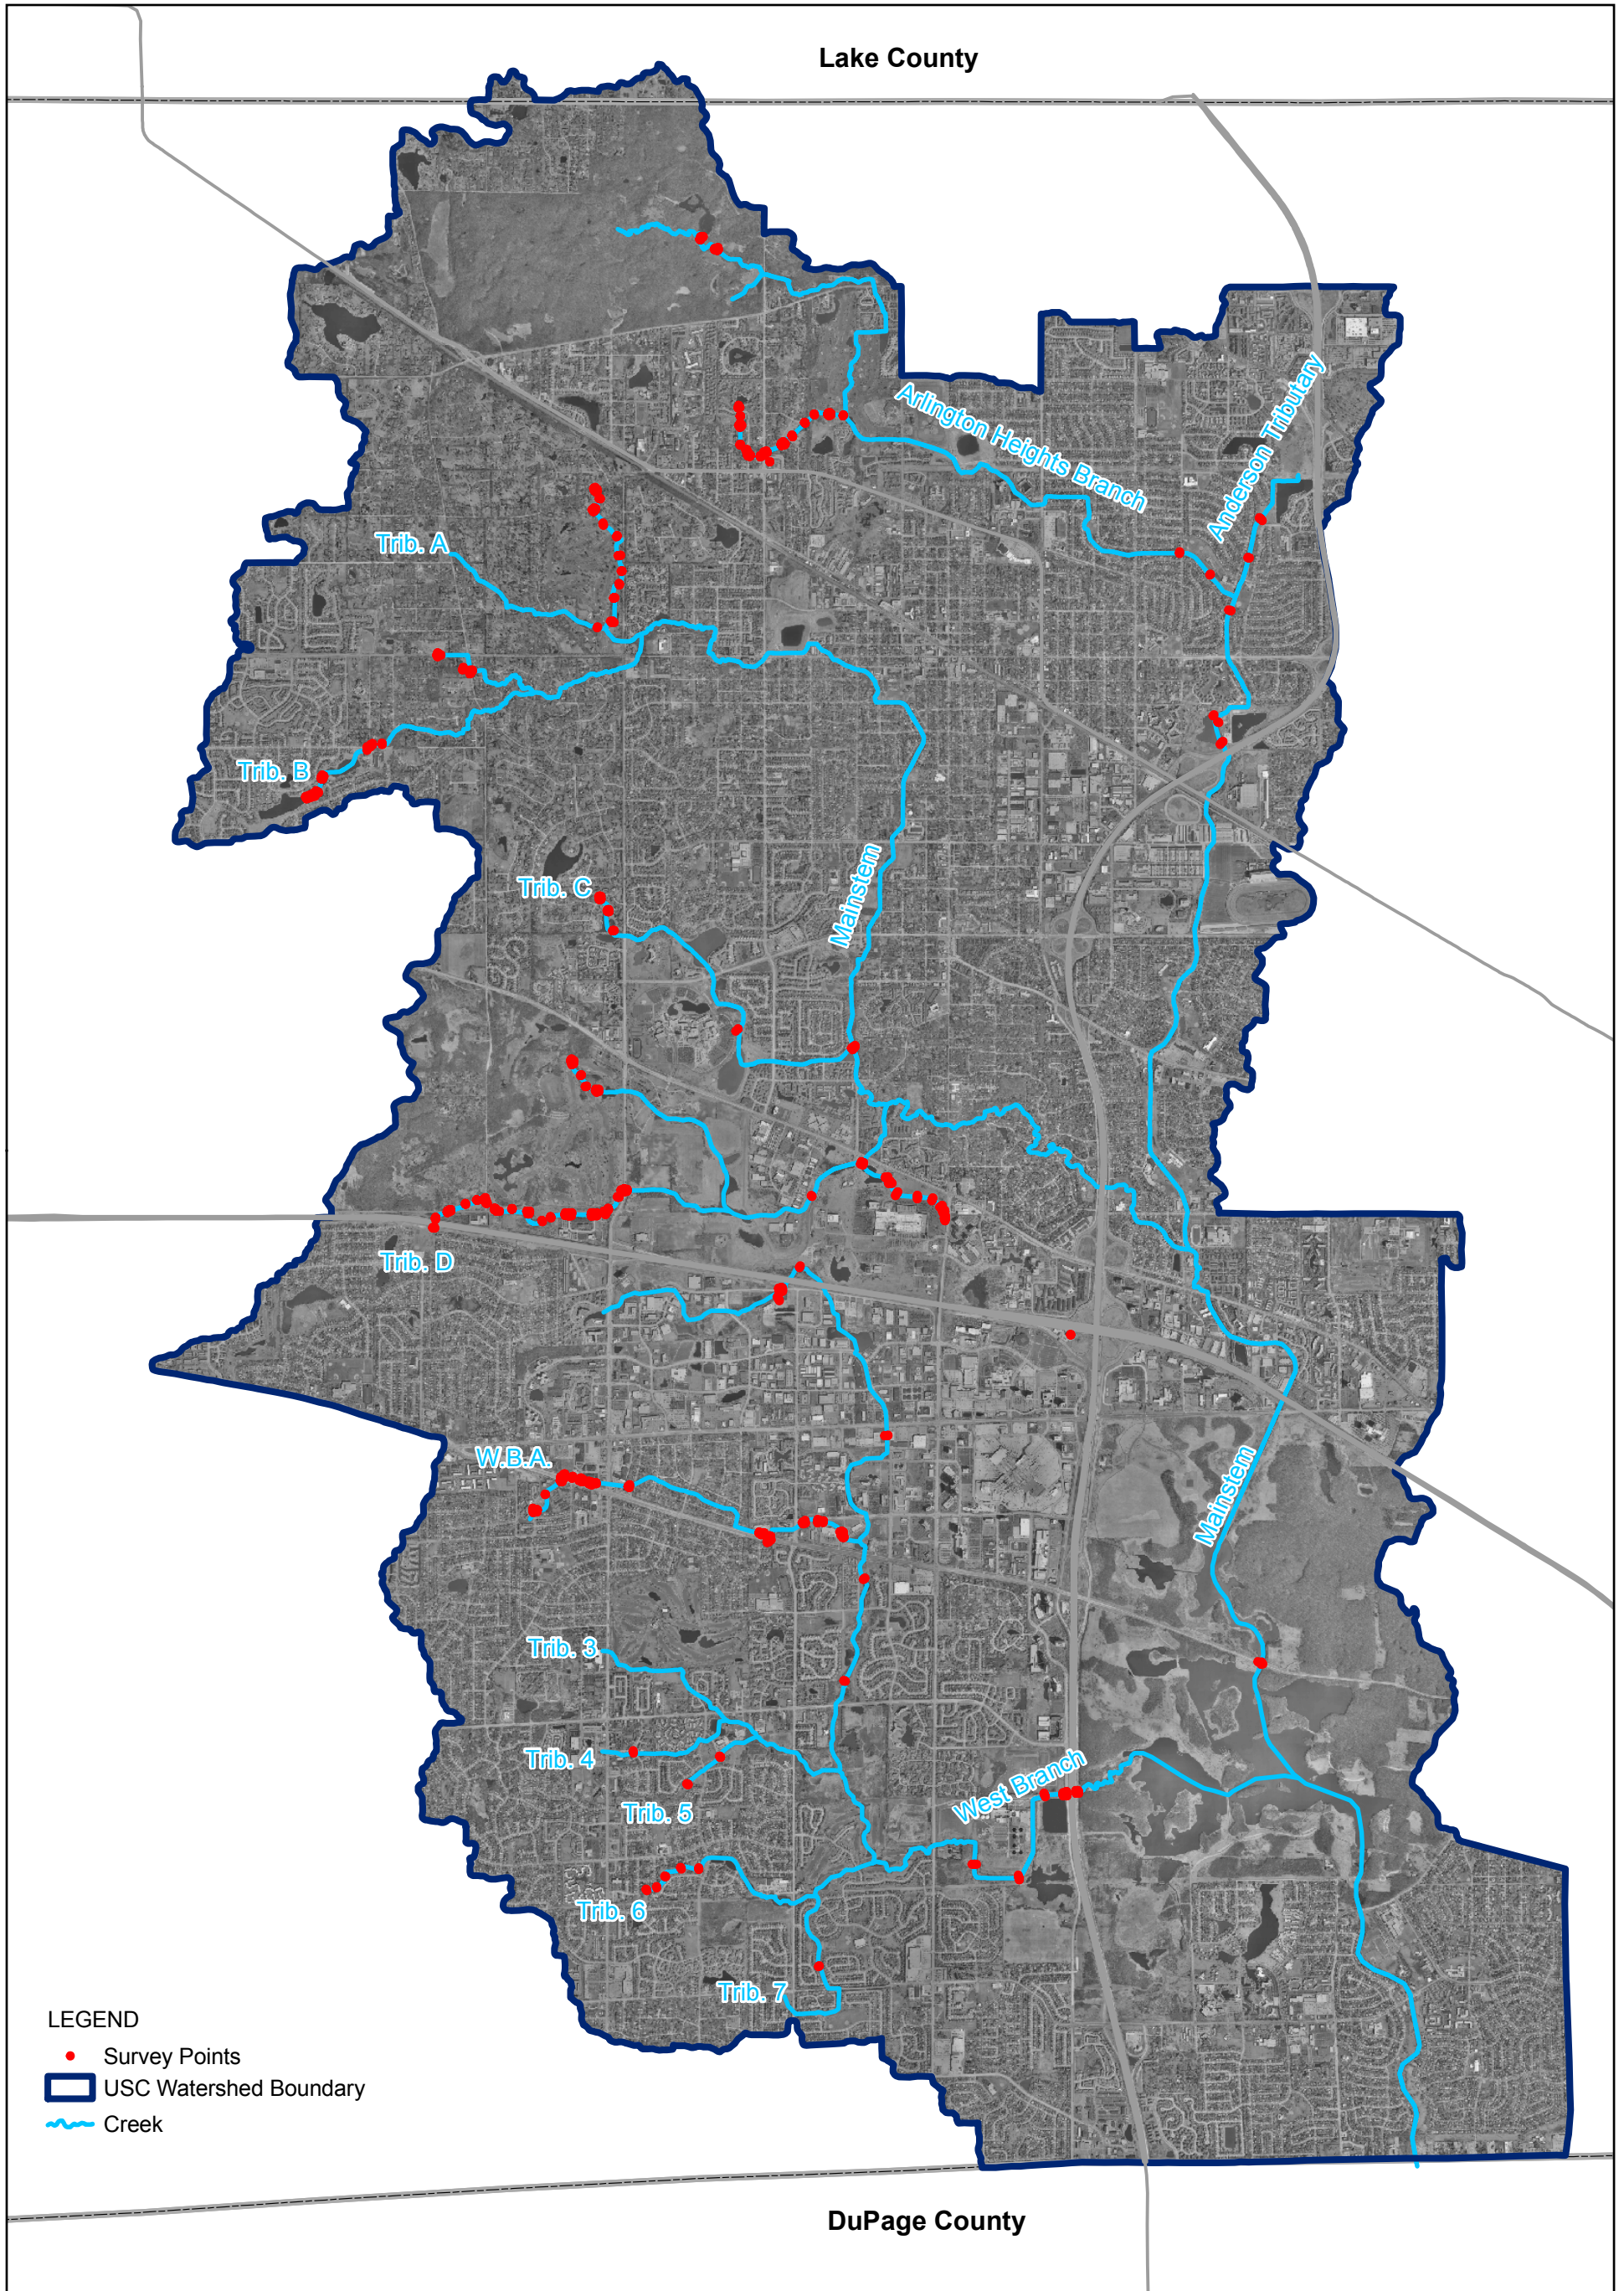 Lake County
Arlington Heights Branch
Anderson Tributary
Trib. A
Trib. B
Trib. C
Mainstem
Trib. D
W.B.A.
Mainstem
Trib. 3
Trib. 4
Trib. 5
West Branch
Trib. 6
Trib. 7
LEGEND
Survey Points
USC Watershed Boundary
Creek
DuPage County